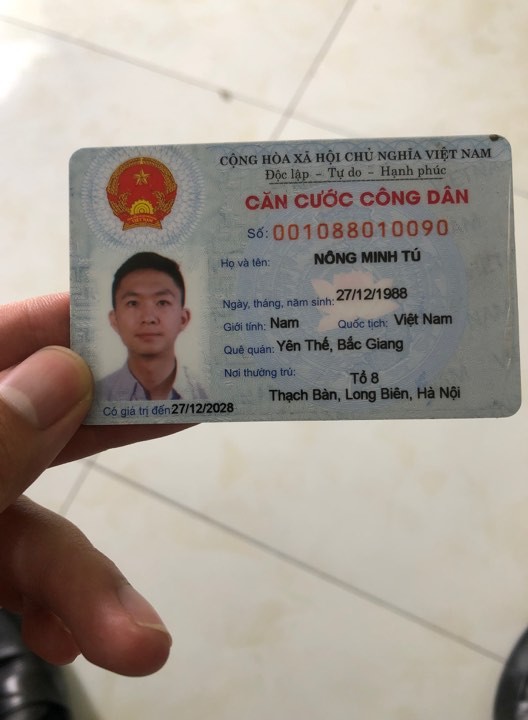 CỘNG HÒA XÃ HỘI CHỦ NGHĨA VIỆT NAM
Độc lập – Tự do – Hạnh phúc
CĂN CƯỚC CÔNG DÂN
Số: 001088010090
Họ và tên:
NÔNG MINH TÚ
Ngày, tháng, năm sinh: 27/12/1988
Giới tính: Nam Quốc tịch: Việt Nam
Quê quán: Yên Thế, Bắc Giang
Nơi thường trú: Tổ 8
Thạch Bàn, Long Biên, Hà Nội
Có giá trị đến 27/12/2028